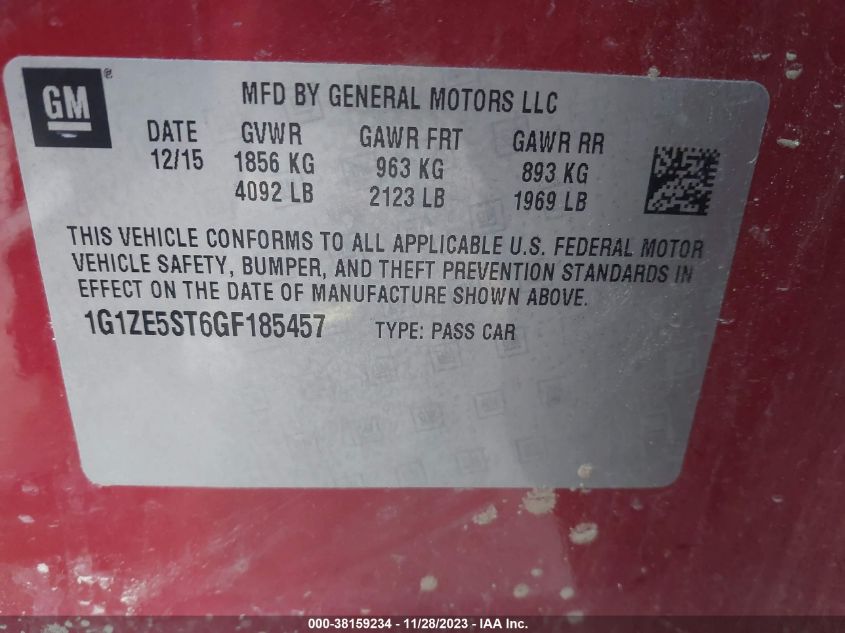 GM®
MFD BY GENERAL MOTORS LLC
DATE GVWR GAWR FRT GAWR RR
12/15 1856 KG 963 KG 893 KG
4092 LB 2123 LB 1969 LB
THIS VEHICLE CONFORMS TO ALL APPLICABLE U.S. FEDERAL MOTOR
VEHICLE SAFETY, BUMPER, AND THEFT PREVENTION STANDARDS IN
EFFECT ON THE DATE OF MANUFACTURE SHOWN ABOVE.
1G1ZE5ST6GF185457 TYPE: PASS CAR
000-38159234 - 11/28/2023 - IAA Inc.